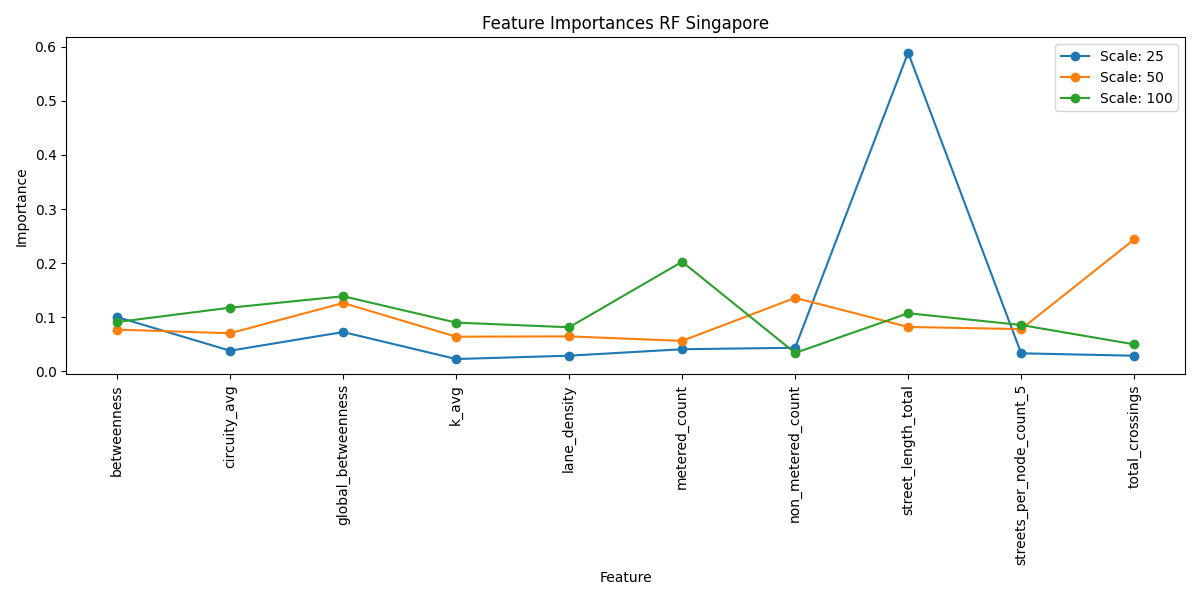 Feature Importances RF Singapore
Importance
0.6
0.5
0.4
0.3
0.2
0.1
0.0
Scale: 25
Scale: 50
Scale: 100
betweenness
circuity_avg
global_betweenness
k_avg
lane_density
metered_count
non_metered_count
street_length_total
streets_per_node_count_5
total_crossings
Feature